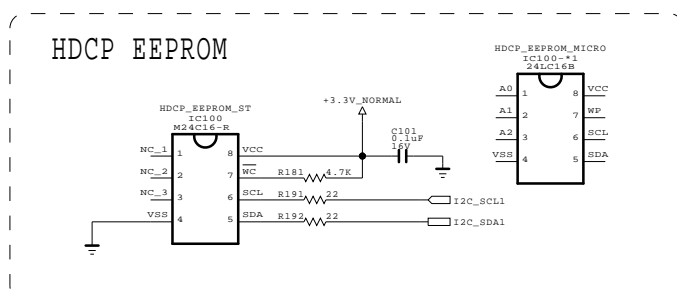 HDCP EEPROM
HDCP_EEPROM_MICRO
IC100-*1
24LC16B
A0 1 8 VCC
A1 2 7 WP
A2 3 6 SCL
VSS 4 5 SDA
+3.3V_NORMAL
HDCP_EEPROM_ST
IC100
M24C16-R
C101
0.1uF
16V
NC_1 1 8 VCC
NC_2 2 7 WC R181 4.7K
NC_3 3 6 SCL R191 22 I2C_SCL1
VSS 4 5 SDA R192 22 I2C_SDA1